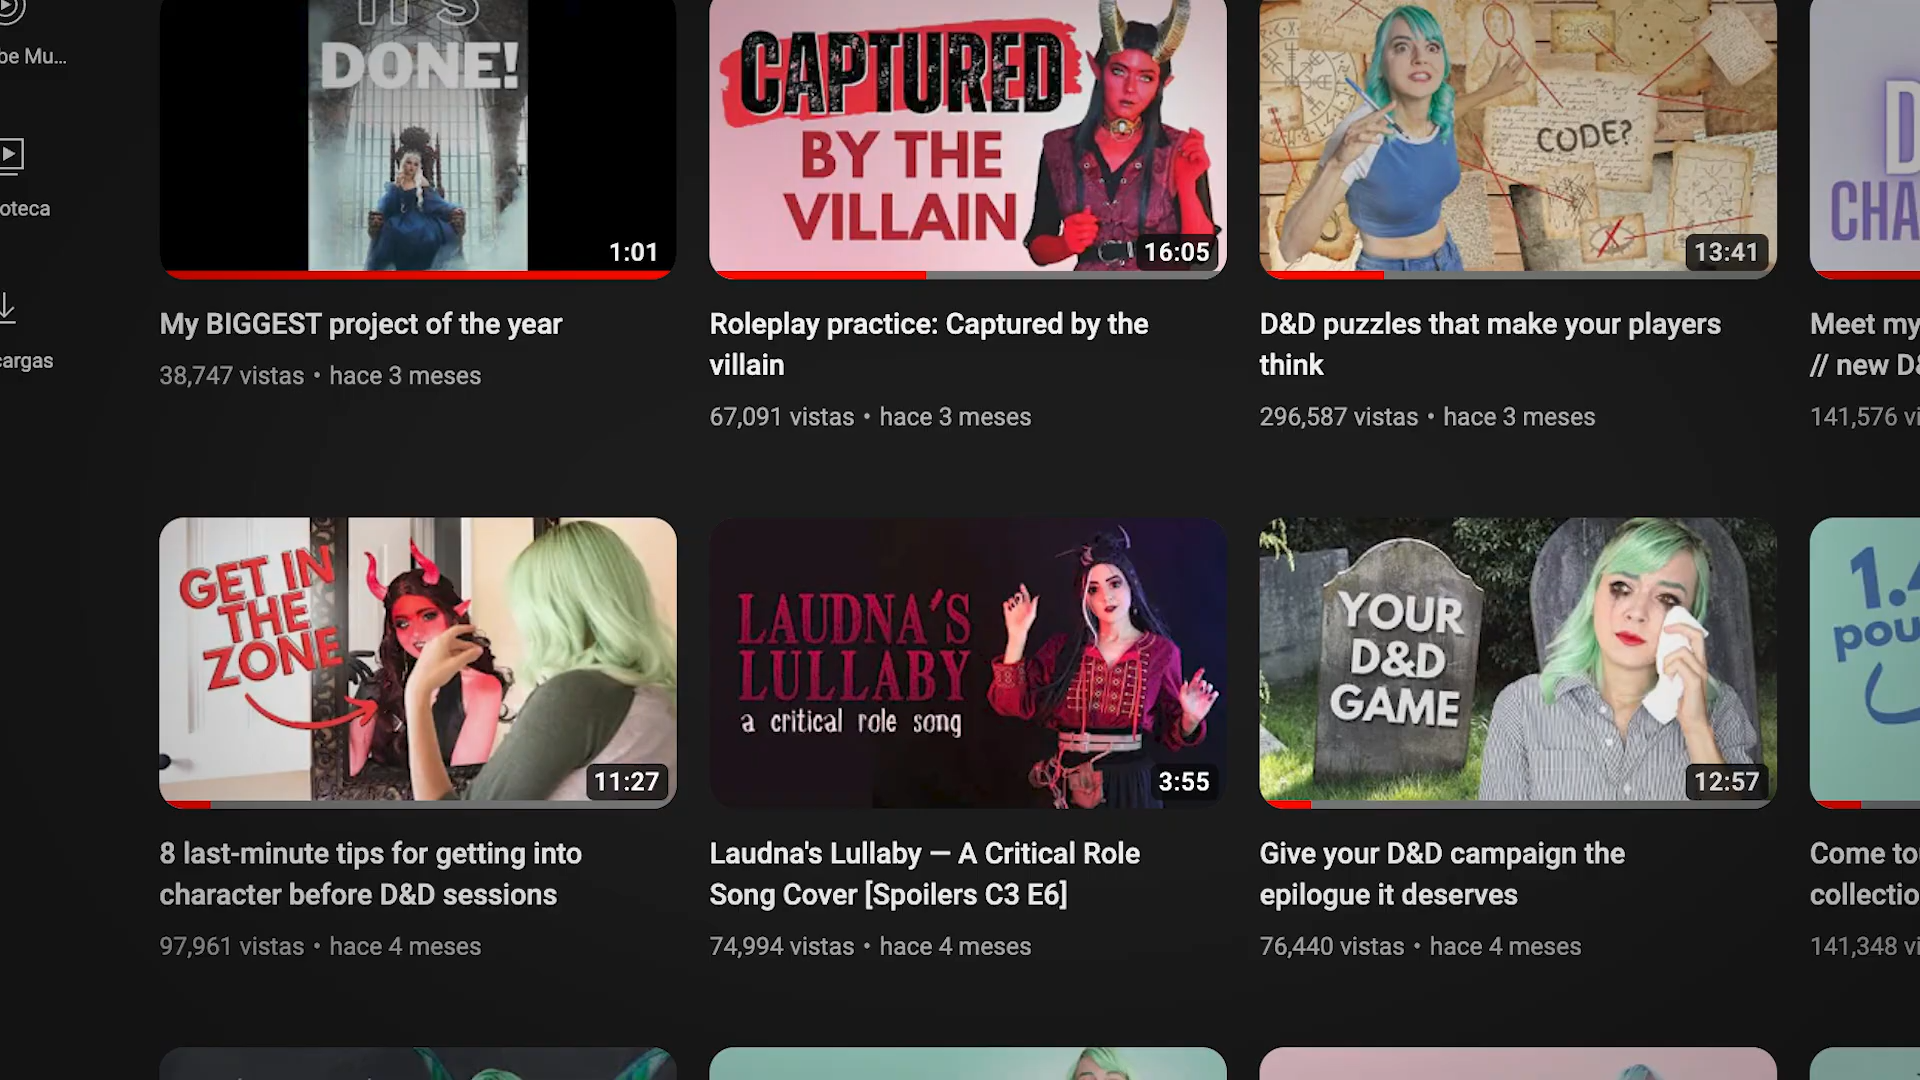 be Mu...
IT'S
DONE!
1:01
My BIGGEST project of the year
38,747 vistas • hace 3 meses
CAPTURED
BY THE
VILLAIN
16:05
Roleplay practice: Captured by the
villain
67,091 vistas • hace 3 meses
CODE?
13:41
D&D puzzles that make your players
think
296,587 vistas • hace 3 meses
D
CHA
Meet my
// new D&
141,576 vi
oteca
cargas
GET IN
THE
ZONE
11:27
8 last-minute tips for getting into
character before D&D sessions
97,961 vistas • hace 4 meses
LAUDNA'S
LULLABY
a critical role song
3:55
Laudna's Lullaby — A Critical Role
Song Cover [Spoilers C3 E6]
74,994 vistas • hace 4 meses
YOUR
D&D
GAME
12:57
Give your D&D campaign the
epilogue it deserves
76,440 vistas • hace 4 meses
1.4
pou
Come to
collectio
141,348 vi